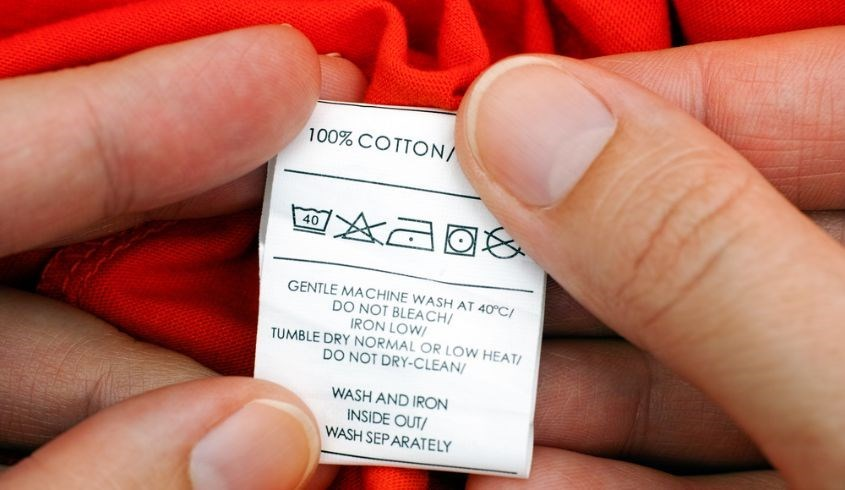 100% COTTON/
40
GENTLE MACHINE WASH AT 40°C/
DO NOT BLEACH/
IRON LOW/
TUMBLE DRY NORMAL OR LOW HEAT/
DO NOT DRY-CLEAN/
WASH AND IRON
INSIDE OUT/
WASH SEPARATELY